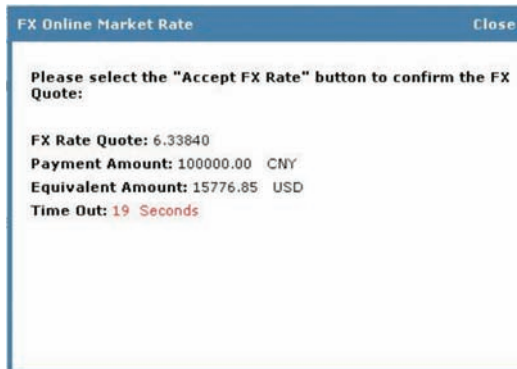 FX Online Market Rate Close
Please select the "Accept FX Rate" button to confirm the FX
Quote:
FX Rate Quote: 6.33840
Payment Amount: 100000.00 CNY
Equivalent Amount: 15776.85 USD
Time Out: 19 Seconds